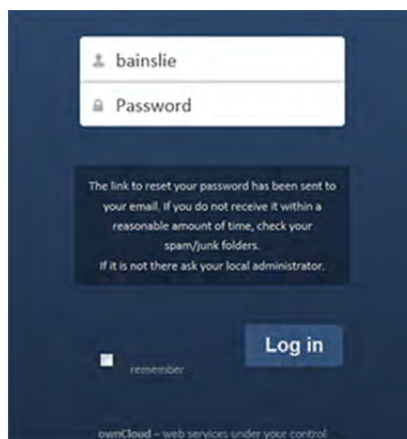 bainslie
Password
The link to reset your password has been sent to
your email. If you do not receive it within a
reasonable amount of time, check your
spam/junk folders.
If it is not there ask your local administrator.
Log in
remember
ownCloud – web services under your control